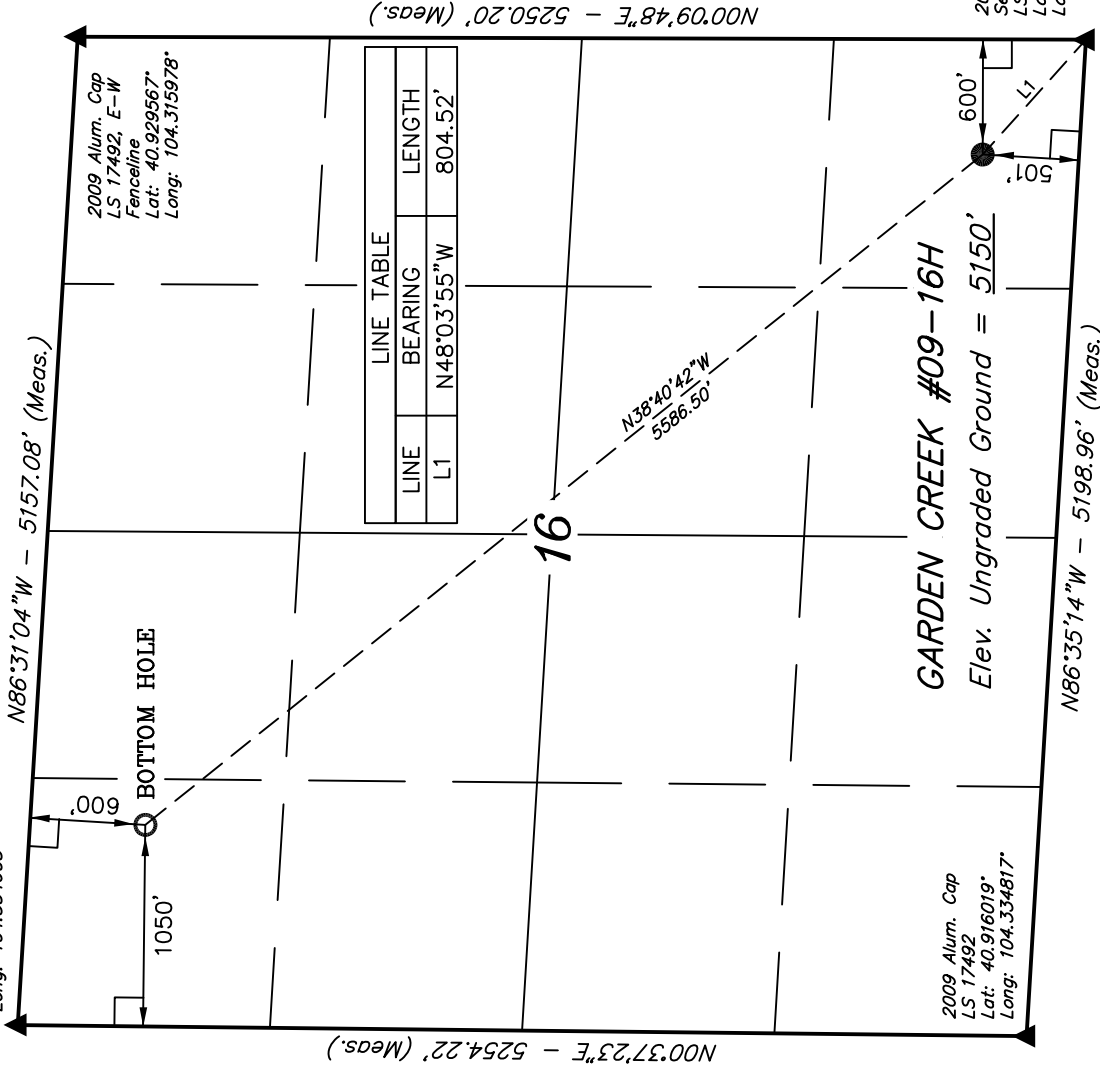 N86°31'04"W - 5157.08' (Meas.)
N00°09'48"E - 5250.20' (Meas.)
2009 Alum. Cap
LS 17492, E-W
Fenceline
Lat: 40.929567°
Long: 104.315978°
600'
BOTTOM HOLE
1050'
LINE TABLE
LINE BEARING LENGTH
L1 N48°03'55"W 804.52'
16
N38°40'42"W
5586.50'
600'
L1
501'
GARDEN CREEK #09-16H
Elev. Ungraded Ground = 5150'
2009 Alum. Cap
LS 17492
Lat: 40.916019°
Long: 104.334817°
N00°37'23"E - 5254.22' (Meas.)
N86°35'14"W - 5198.96' (Meas.)